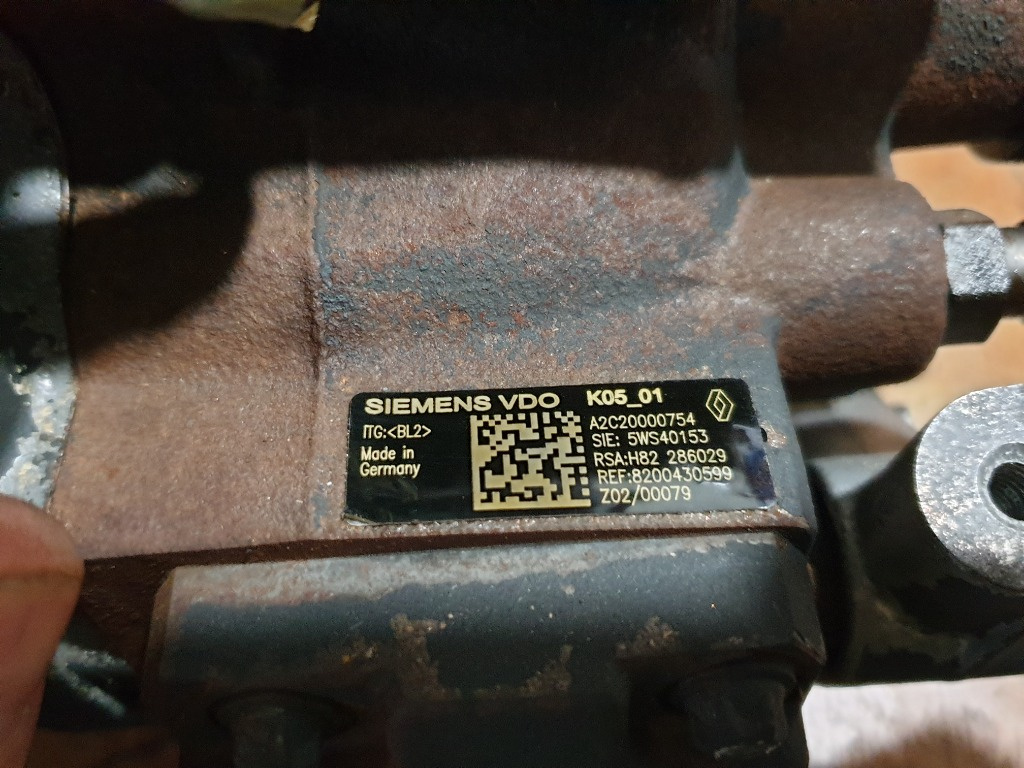 SIEMENS VDO K05_01
ITG:<BL2>
Made in
Germany
A2C20000754
SIE: 5WS40153
RSA:H82 286029
REF:8200430599
Z02/00079